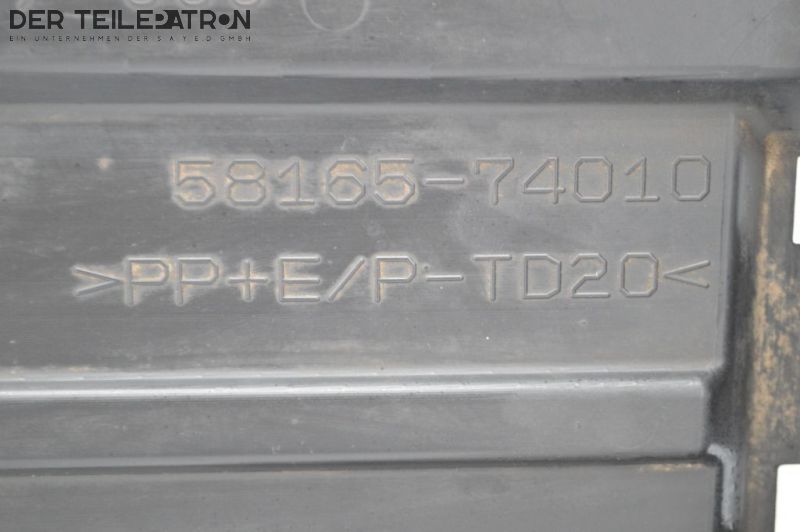 DER TEILEPATRON
EIN UNTERNEHMEN DER S A Y E D GMBH
58165-74010
>PP+E/P-TD20<